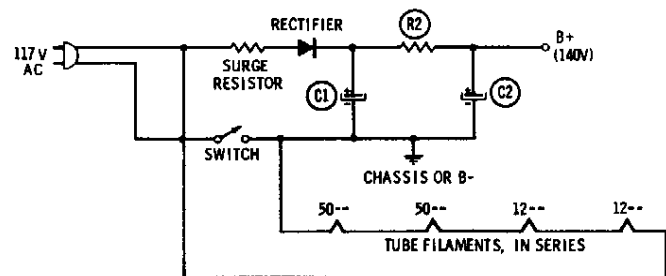 RECTIFIER
R2
B+
(140V)
117V
AC
SURGE
RESISTOR
C1
C2
SWITCH
CHASSIS OR B-
50--
50--
12--
12--
TUBE FILAMENTS, IN SERIES